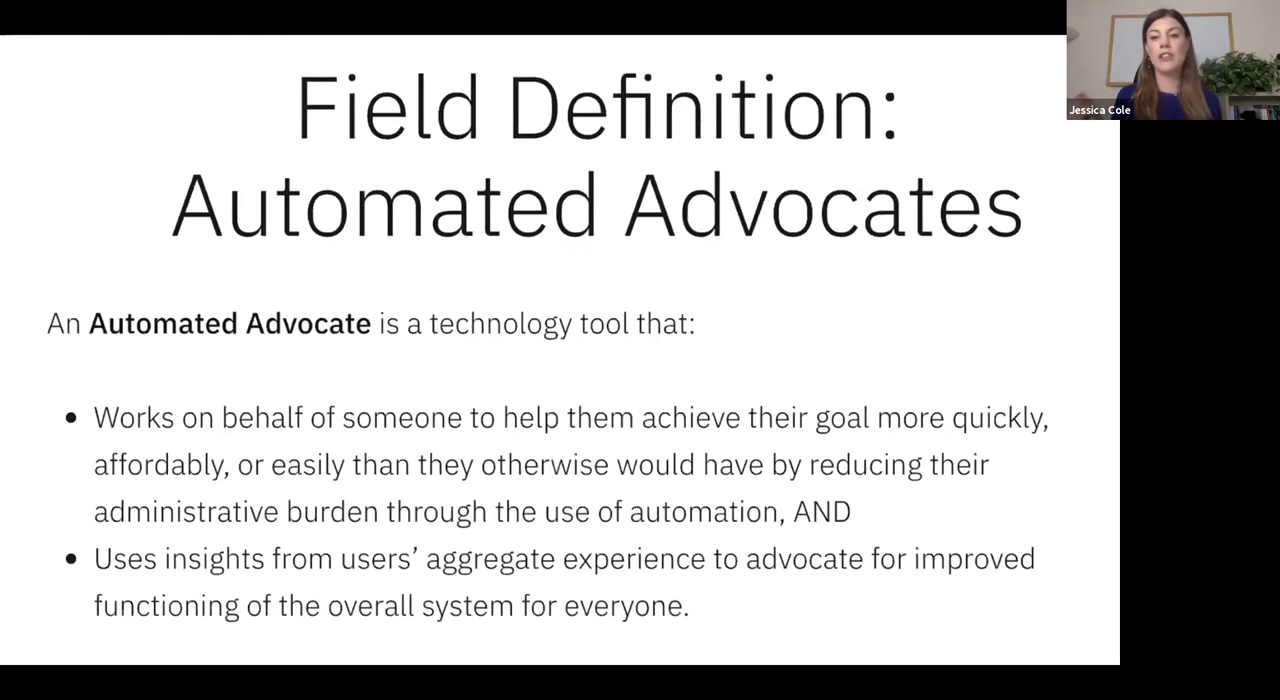 Field Definition:
Automated Advocates
Jessica Cole
An Automated Advocate is a technology tool that:
• Works on behalf of someone to help them achieve their goal more quickly,
affordably, or easily than they otherwise would have by reducing their
administrative burden through the use of automation, AND
• Uses insights from users’ aggregate experience to advocate for improved
functioning of the overall system for everyone.